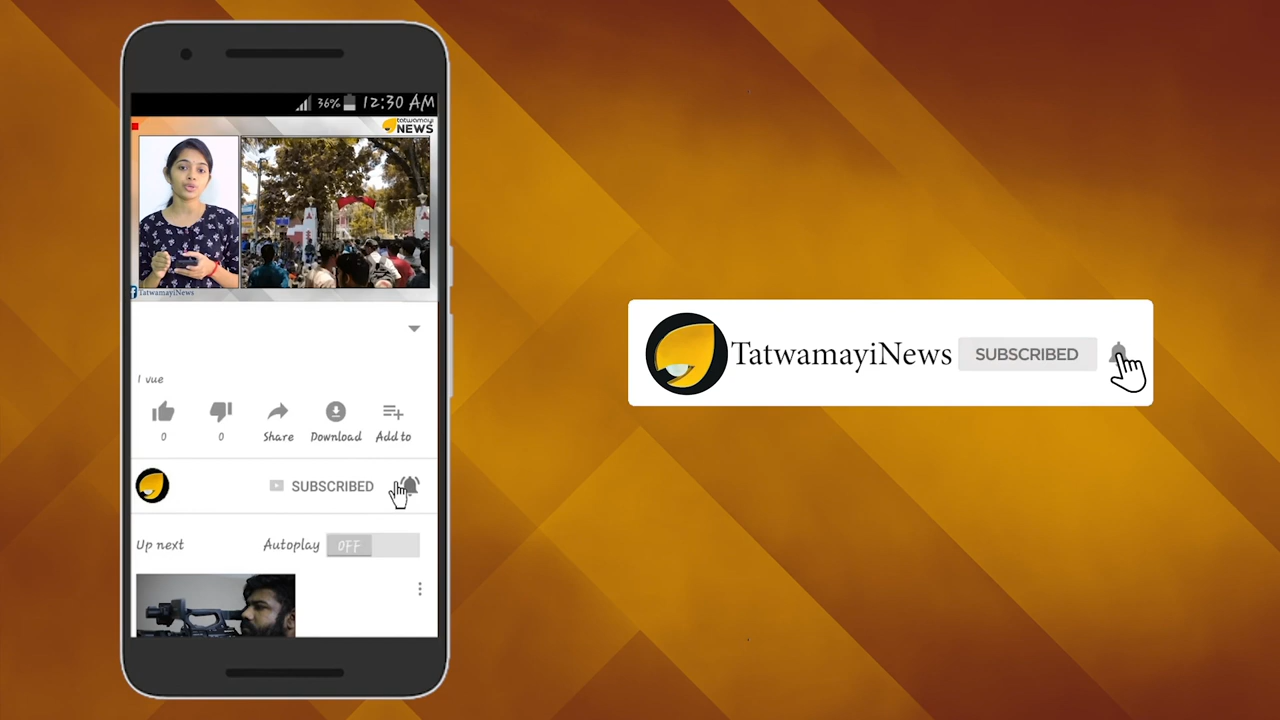 36% 12:30 AM
tatwamayi
NEWS
TatwamayiNews
1 vue
0 0 Share Download Add to
SUBSCRIBED
Up next Autoplay OFF
TatwamayiNews SUBSCRIBED